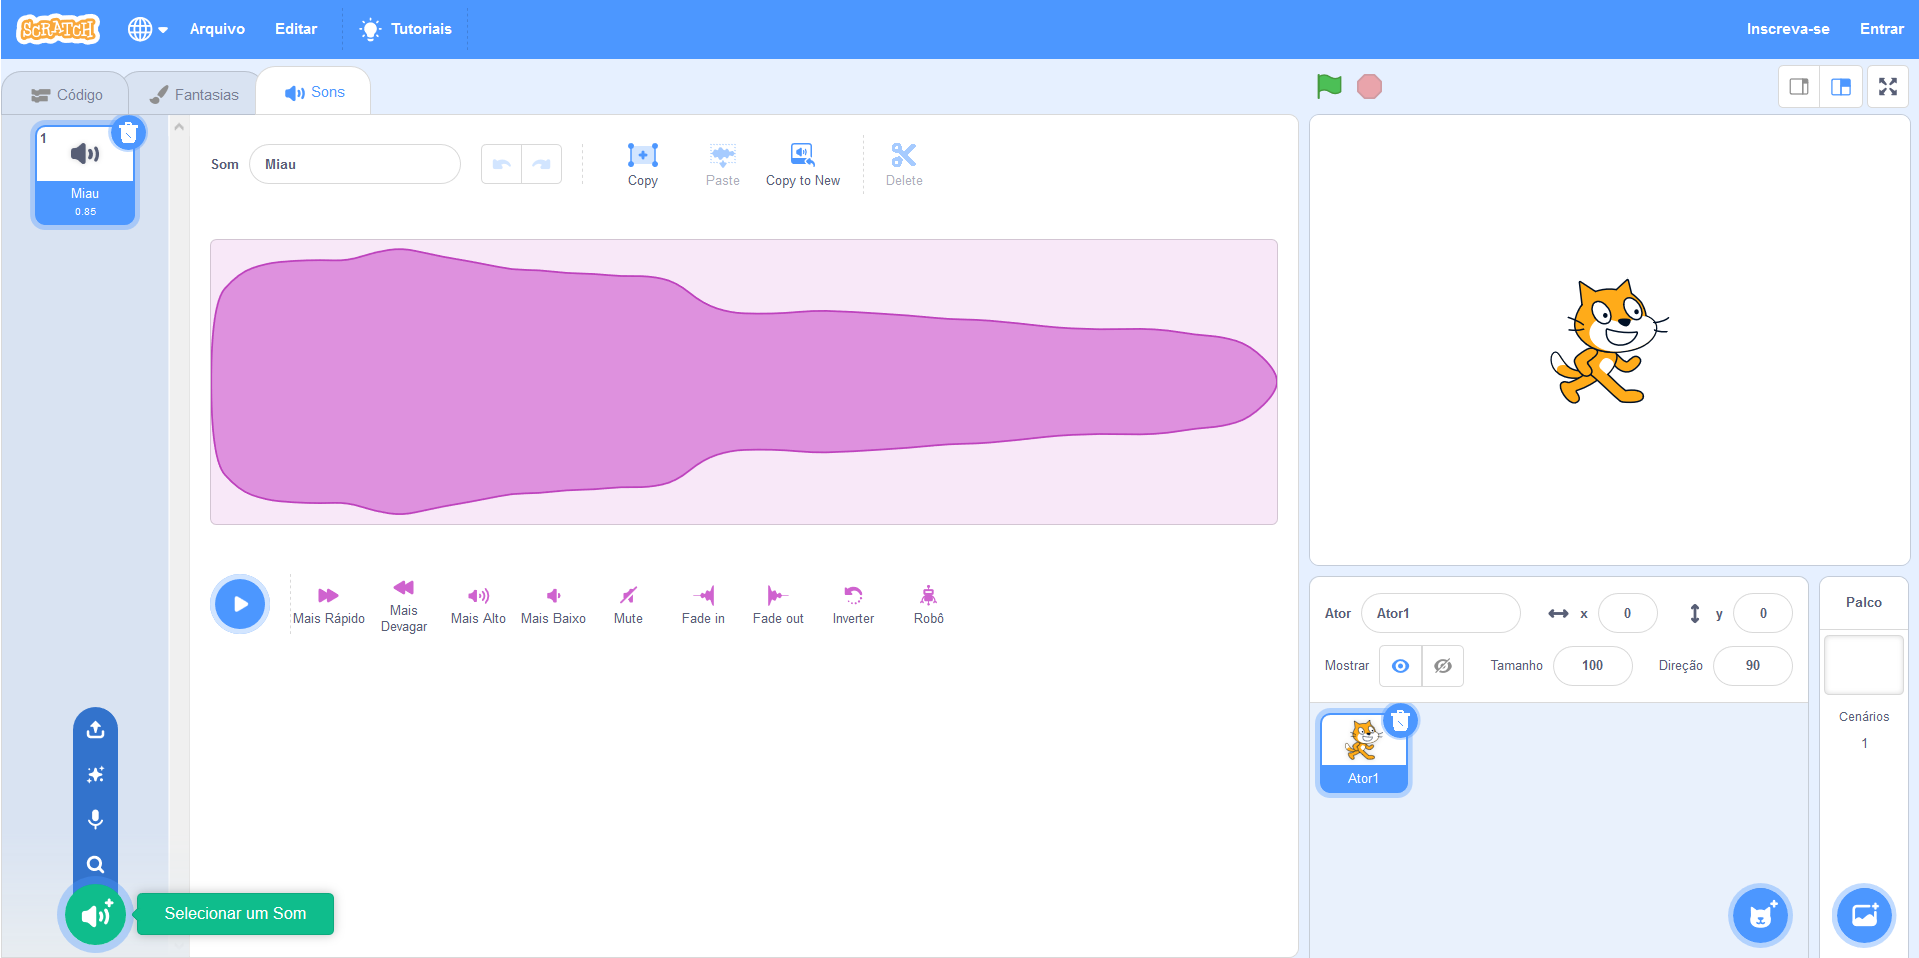 SCRATCH
Arquivo
Editar
Tutoriais
Inscreva-se
Entrar
Código
Fantasias
Sons
1
Miau
0.85
Som
Miau
Copy
Paste
Copy to New
Delete
Mais Rápido
Mais
Devagar
Mais Alto
Mais Baixo
Mute
Fade in
Fade out
Inverter
Robô
Selecionar um Som
Ator
Ator1
x
0
y
0
Mostrar
Tamanho
100
Direção
90
Ator1
Palco
Cenários
1